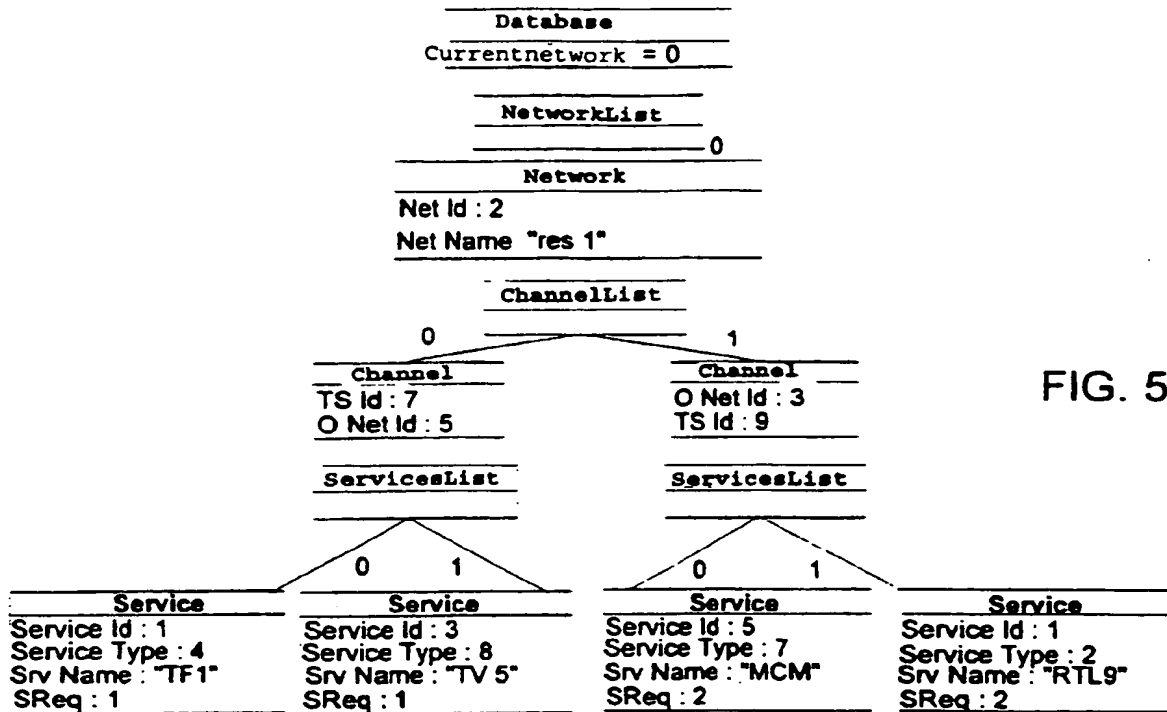 Database
Currentnetwork = 0
NetworkList
0
Network
Net Id : 2
Net Name "res 1"
ChannelList
0 1
Channel Channel
TS Id : 7 O Net Id : 3
O Net Id : 5 TS Id : 9
FIG. 5
ServicesList ServicesList
0 1 0 1
Service Service Service Service
Service Id : 1 Service Id : 3 Service Id : 5 Service Id : 1
Service Type : 4 Service Type : 8 Service Type : 7 Service Type : 2
Srv Name : "TF1" Srv Name : "TV 5" Srv Name : "MCM" Srv Name : "RTL9"
SReq : 1 SReq : 1 SReq : 2 SReq : 2